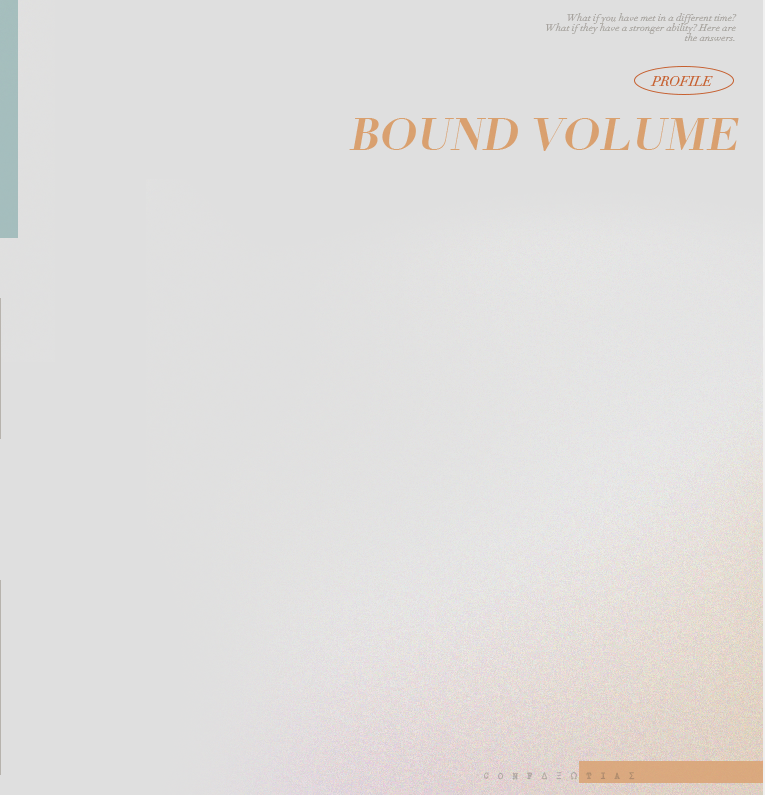 What if you have met in a different time?
What if they have a stronger ability? Here are
the answers.
PROFILE
BOUND VOLUME